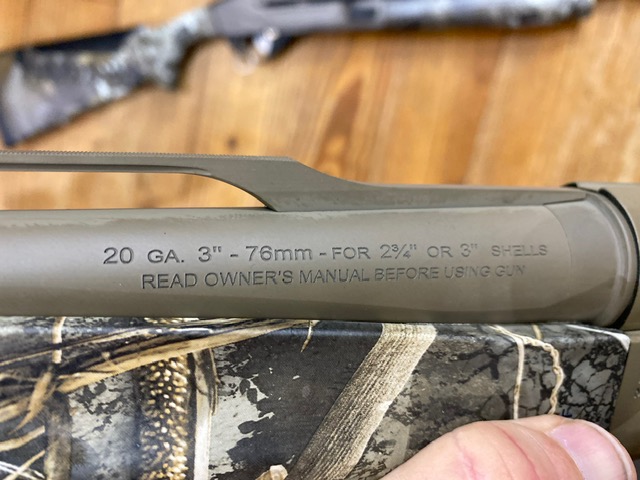 20 GA. 3" - 76mm - FOR 2¾" OR 3" SHELLS
READ OWNER'S MANUAL BEFORE USING GUN